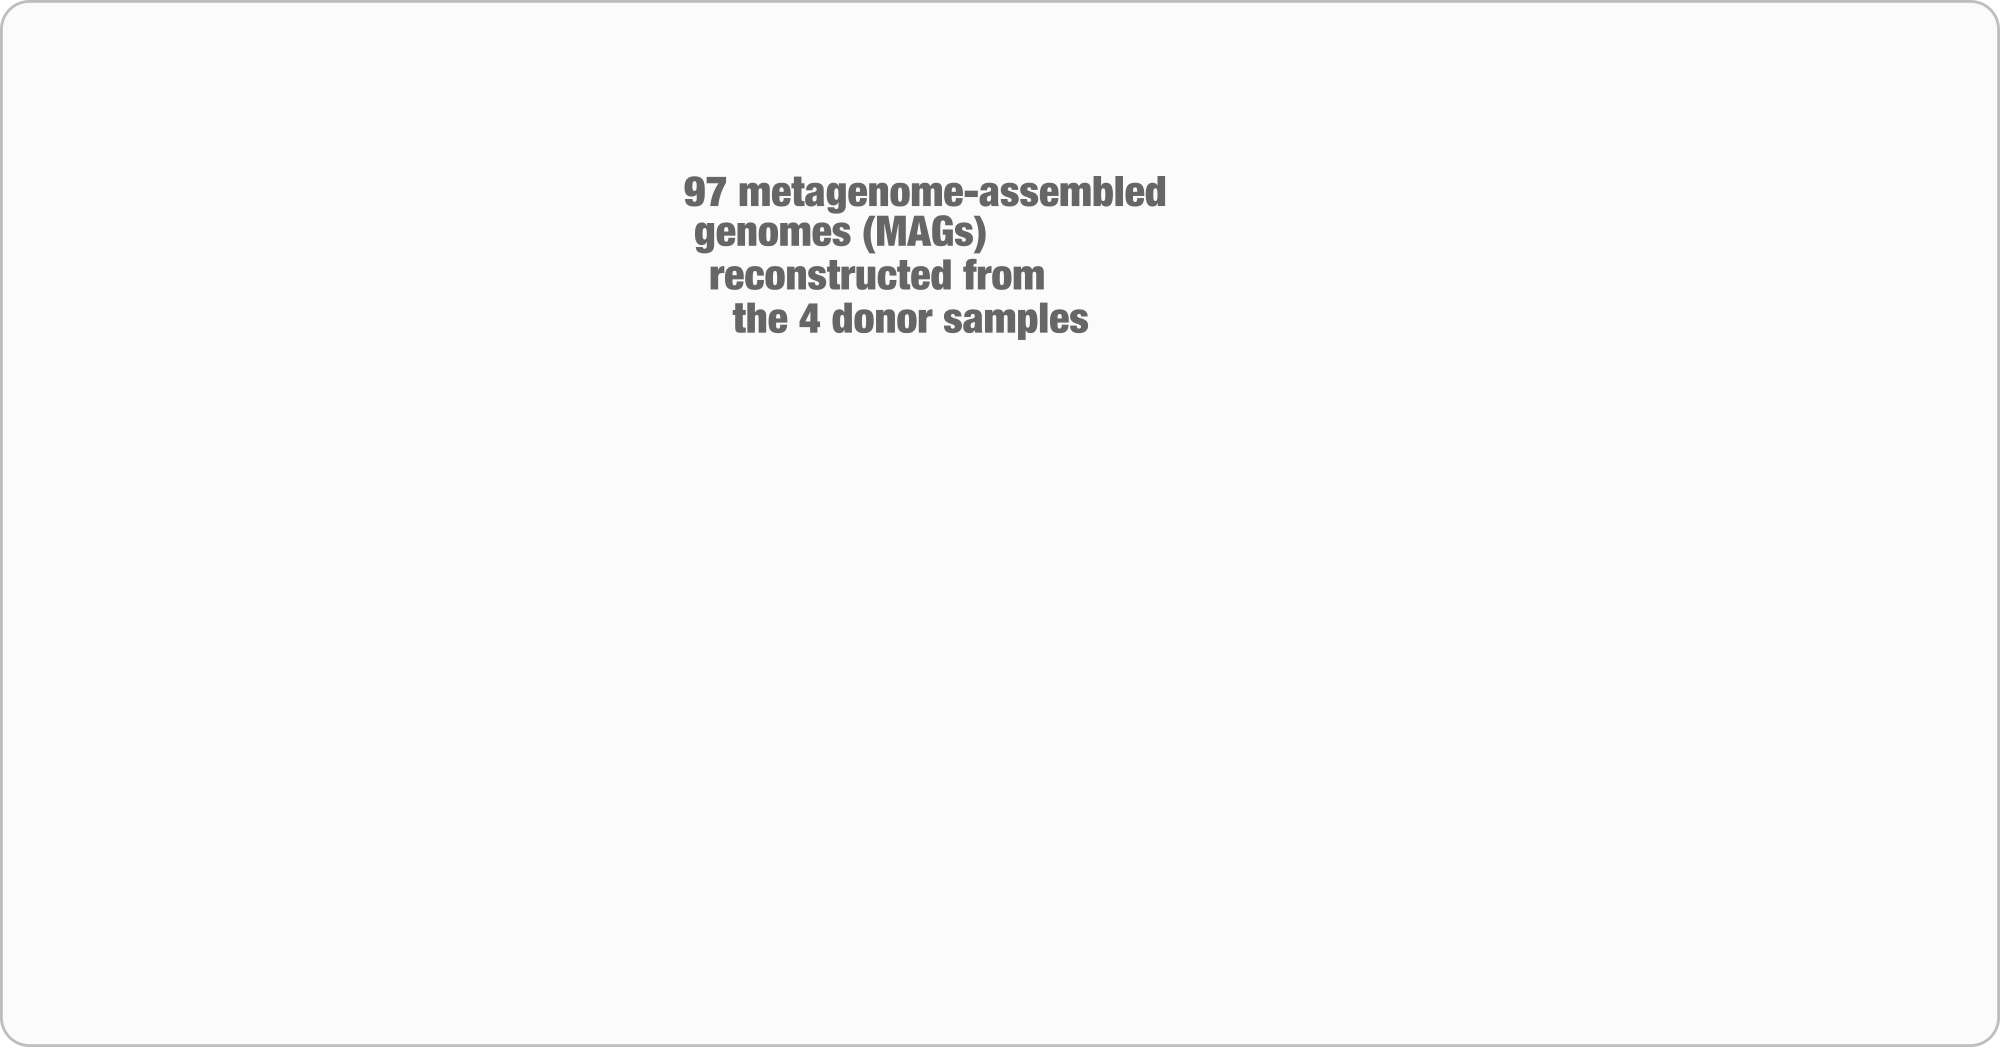 97 metagenome-assembled
genomes (MAGs)
reconstructed from
the 4 donor samples